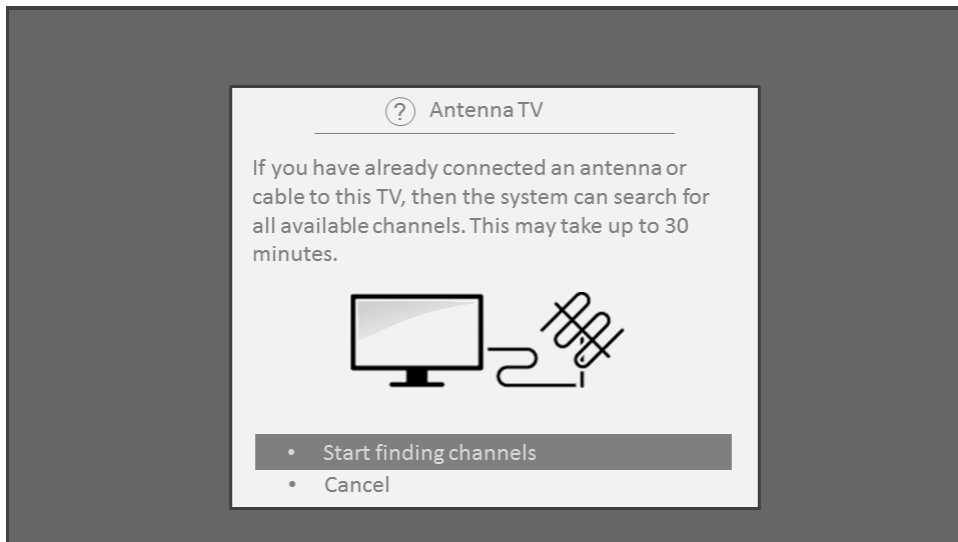 ? Antenna TV
If you have already connected an antenna or
cable to this TV, then the system can search for
all available channels. This may take up to 30
minutes.
• Start finding channels
• Cancel